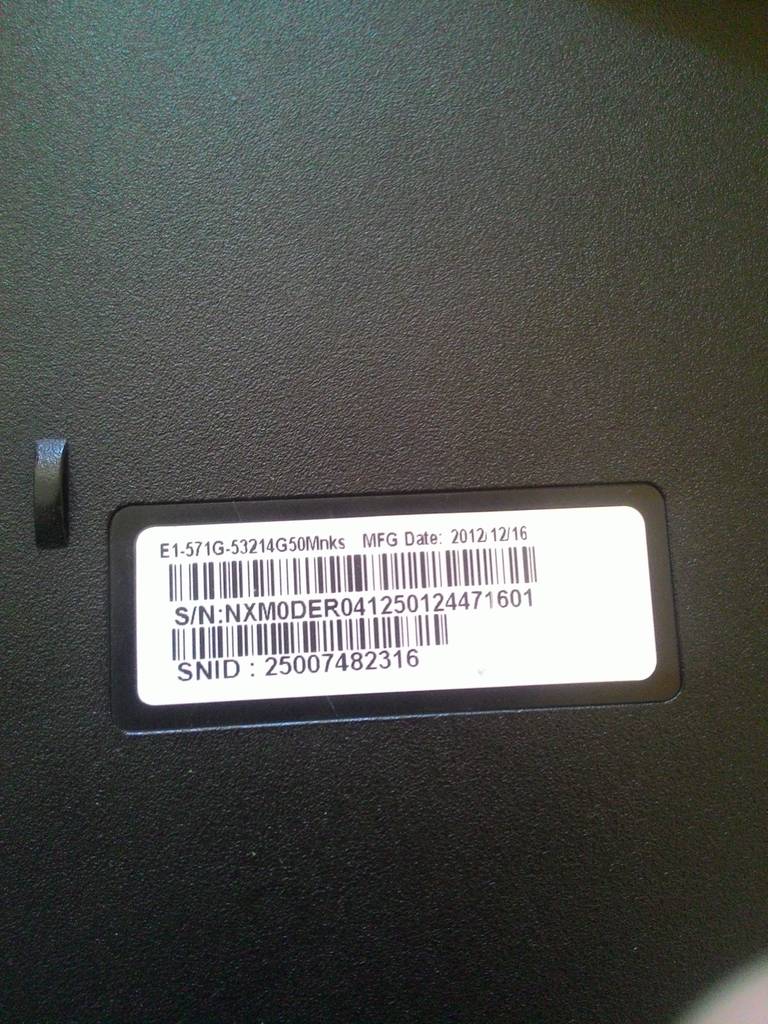 E1-571G-53214G50Mnks MFG Date: 2012/12/16
S/N:NXM0DER041250124471601
SNID : 25007482316